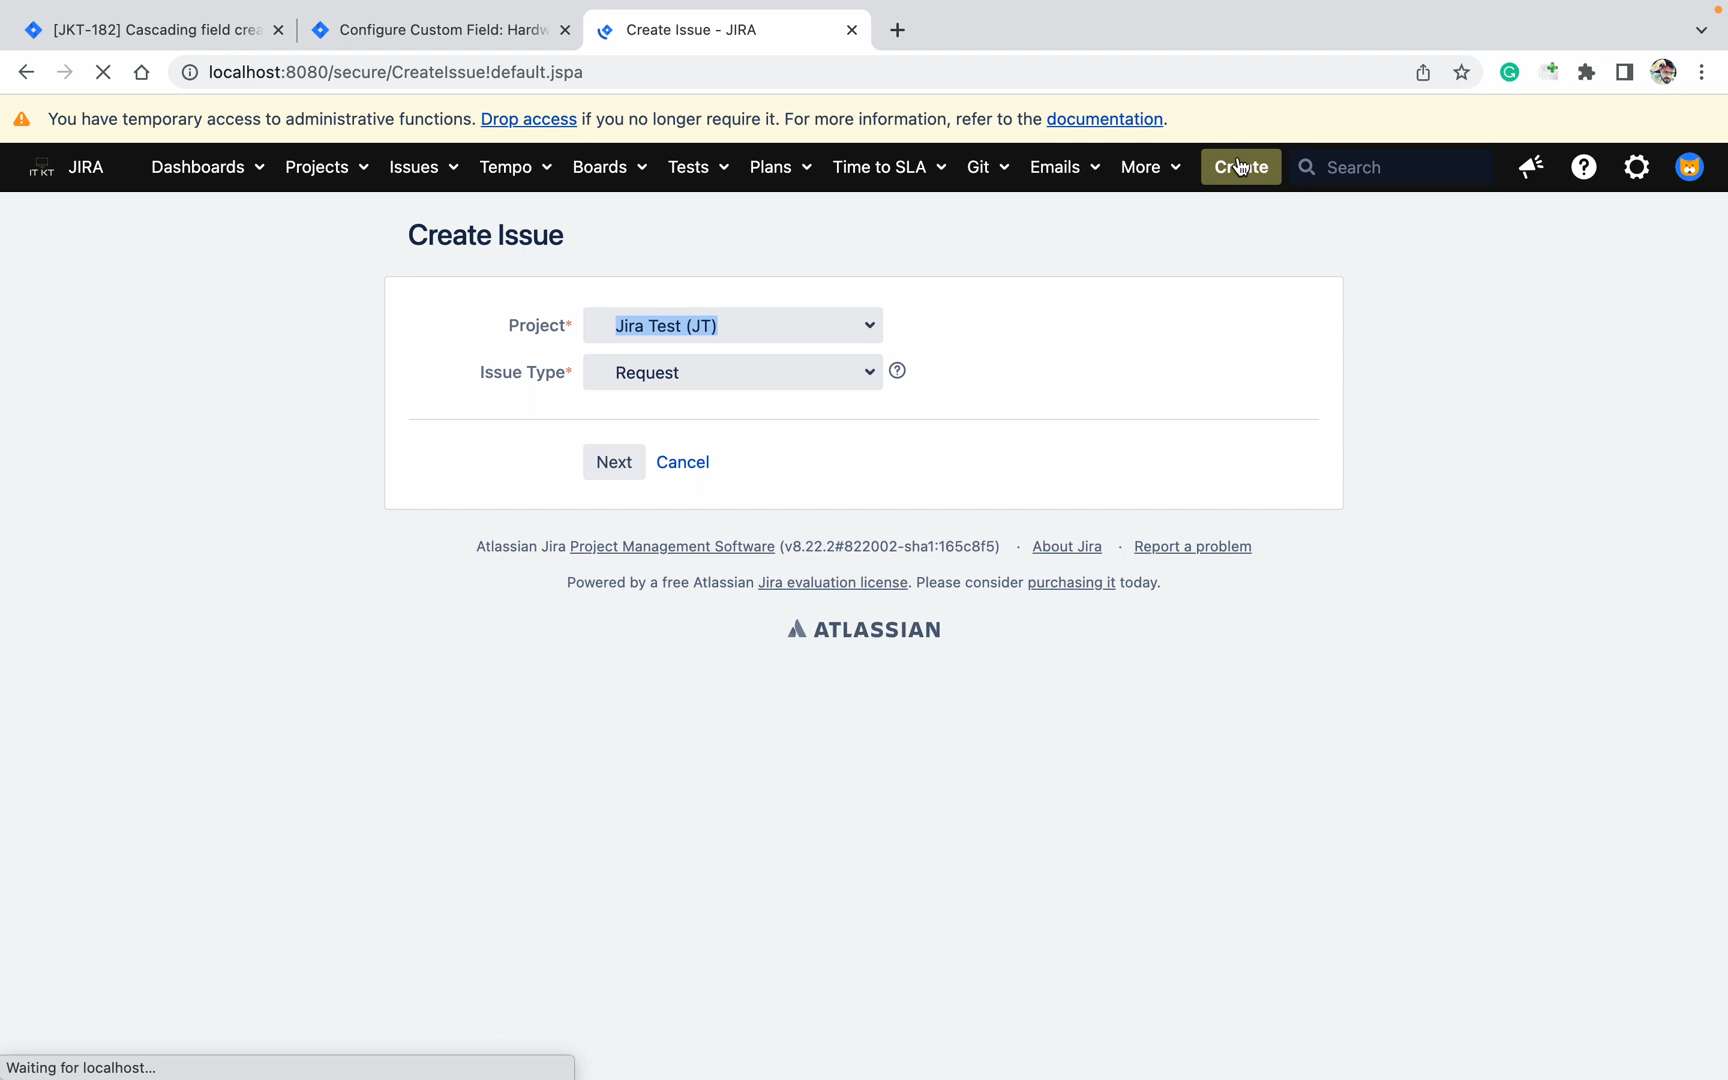 [JKT-182] Cascading field crea
Configure Custom Field: Hardw
Create Issue - JIRA
localhost:8080/secure/CreateIssue!default.jspa
You have temporary access to administrative functions. Drop access if you no longer require it. For more information, refer to the documentation.
IT KT JIRA Dashboards Projects Issues Tempo Boards Tests Plans Time to SLA Git Emails More Create Search
Create Issue
Project* Jira Test (JT)
Issue Type* Request
Next Cancel
Atlassian Jira Project Management Software (v8.22.2#822002-sha1:165c8f5) · About Jira · Report a problem
Powered by a free Atlassian Jira evaluation license. Please consider purchasing it today.
ATLASSIAN
Waiting for localhost...